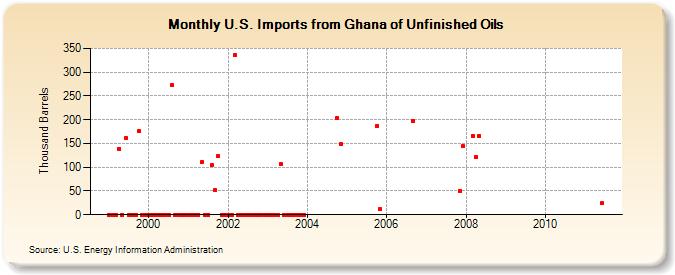 Monthly U.S. Imports from Ghana of Unfinished Oils
Thousand Barrels
350
300
250
200
150
100
50
0
2000 2002 2004 2006 2008 2010
Source: U.S. Energy Information Administration